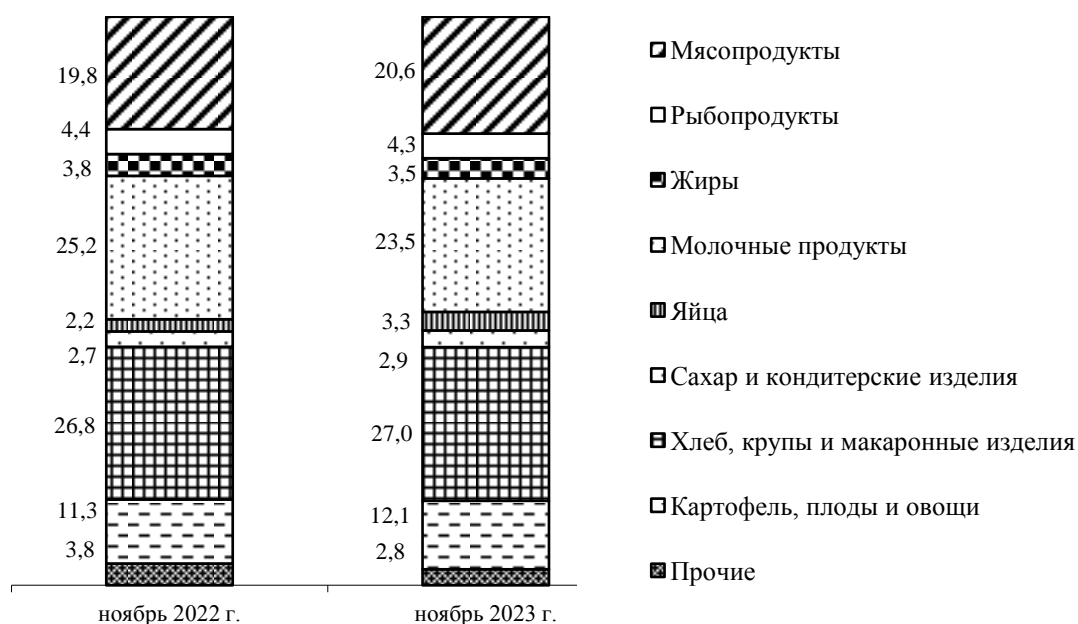 19,8
4,4
3,8
25,2
2,2
2,7
26,8
11,3
3,8
20,6
4,3
3,5
23,5
3,3
2,9
27,0
12,1
2,8
ноябрь 2022 г.
ноябрь 2023 г.
Мясопродукты
Рыбопродукты
Жиры
Молочные продукты
Яйца
Сахар и кондитерские изделия
Хлеб, крупы и макаронные изделия
Картофель, плоды и овощи
Прочие